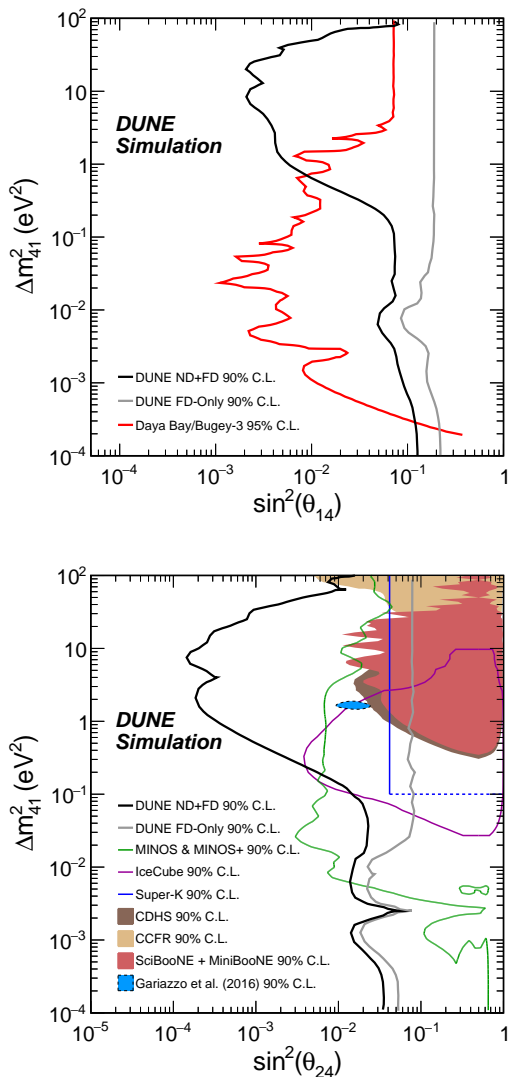 10²
10
1
10⁻¹
10⁻²
10⁻³
10⁻⁴
Δm²₄₁ (eV²)
DUNE
Simulation
DUNE ND+FD 90% C.L.
DUNE FD-Only 90% C.L.
Daya Bay/Bugey-3 95% C.L.
10⁻⁴ 10⁻³ 10⁻² 10⁻¹ 1
sin²(θ₁₄)
10²
10
1
10⁻¹
10⁻²
10⁻³
10⁻⁴
Δm²₄₁ (eV²)
DUNE
Simulation
DUNE ND+FD 90% C.L.
DUNE FD-Only 90% C.L.
MINOS & MINOS+ 90% C.L.
IceCube 90% C.L.
Super-K 90% C.L.
CDHS 90% C.L.
CCFR 90% C.L.
SciBooNE + MiniBooNE 90% C.L.
Gariazzo et al. (2016) 90% C.L.
10⁻⁵ 10⁻⁴ 10⁻³ 10⁻² 10⁻¹ 1
sin²(θ₂₄)